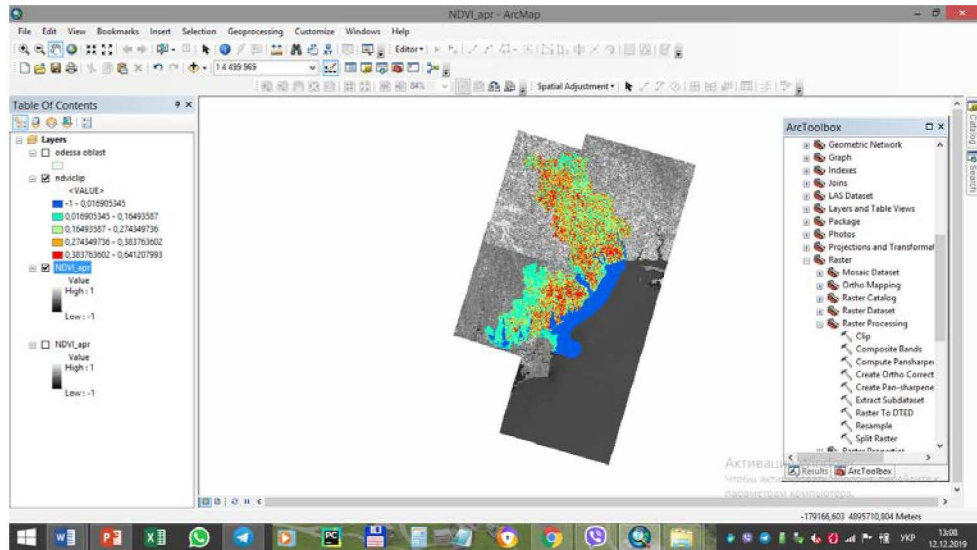 NDVI_apr - ArcMap
File Edit View Bookmarks Insert Selection Geoprocessing Customize Windows Help
Editor
1:4 499 969
84% Spatial Adjustment
Table Of Contents
Layers
odessa oblast
ndviclip
<VALUE>
-1 - 0,016905345
0,016905345 - 0,16493587
0,16493587 - 0,274349736
0,274349736 - 0,383763602
0,383763602 - 0,641207993
NDVI_apr
Value
High : 1
Low : -1
NDVI_apr
Value
High : 1
Low : -1
ArcToolbox
Geometric Network
Graph
Indexes
Joins
LAS Dataset
Layers and Table Views
Package
Photos
Projections and Transformat
Raster
Mosaic Dataset
Ortho Mapping
Raster Catalog
Raster Dataset
Raster Processing
Clip
Composite Bands
Compute Pansharpe
Create Ortho Correct
Create Pan-sharpene
Extract Subdataset
Raster To DTED
Resample
Split Raster
Raster Properties
Results ArcToolbox
Catalog
Search
Активация Windows
-179166,603 4895710,804 Meters
УКР
13:00
12.12.2019